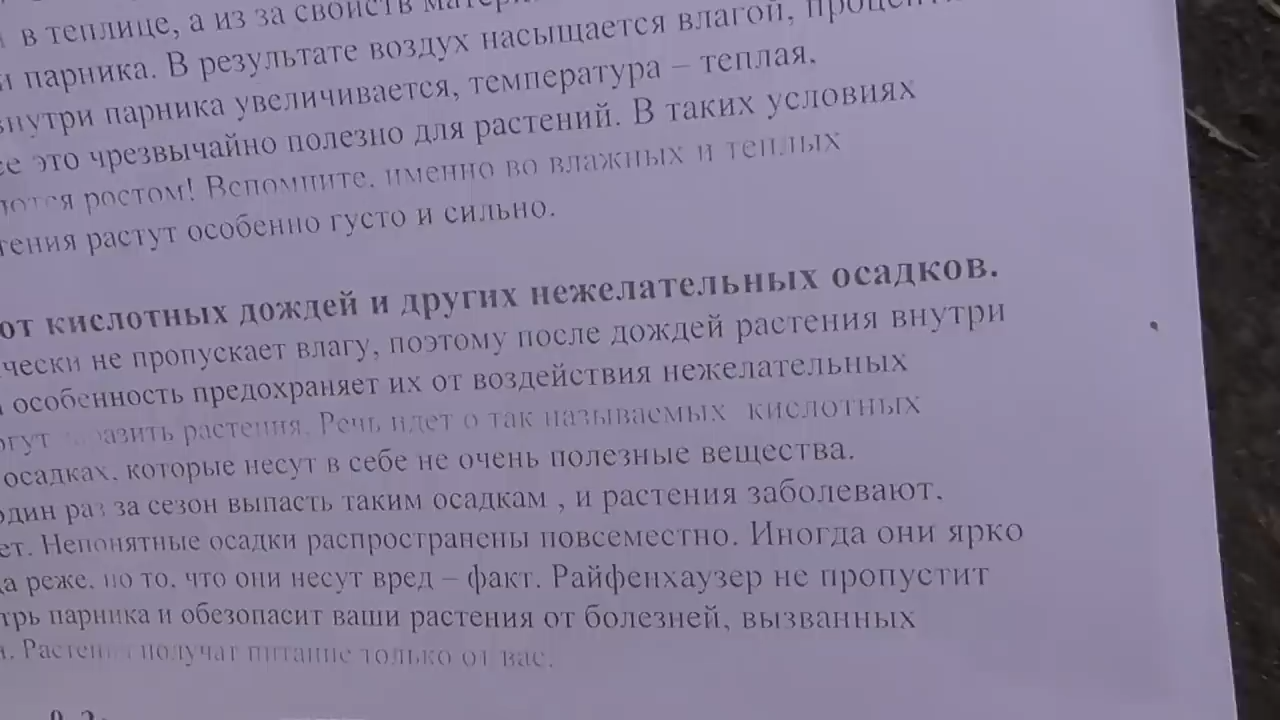 в теплице, а из за свойств
парника. В результате воздух насыщается влагой,
внутри парника увеличивается, температура – теплая,
это чрезвычайно полезно для растений. В таких условиях
ростом! Вспомните, именно во влажных и теплых
растут особенно густо и сильно.
от кислотных дождей и других нежелательных осадков.
не пропускает влагу, поэтому после дождей растения внутри
особенность предохраняет их от воздействия нежелательных
растения. Речь идет о так называемых кислотных
осадках, которые несут в себе не очень полезные вещества.
один раз за сезон выпасть таким осадкам , и растения заболевают.
Непонятные осадки распространены повсеместно. Иногда они ярко
реже, но то, что они несут вред – факт. Райфенхаузер не пропустит
парника и обезопасит ваши растения от болезней, вызванных
Растения получат питание только от вас.